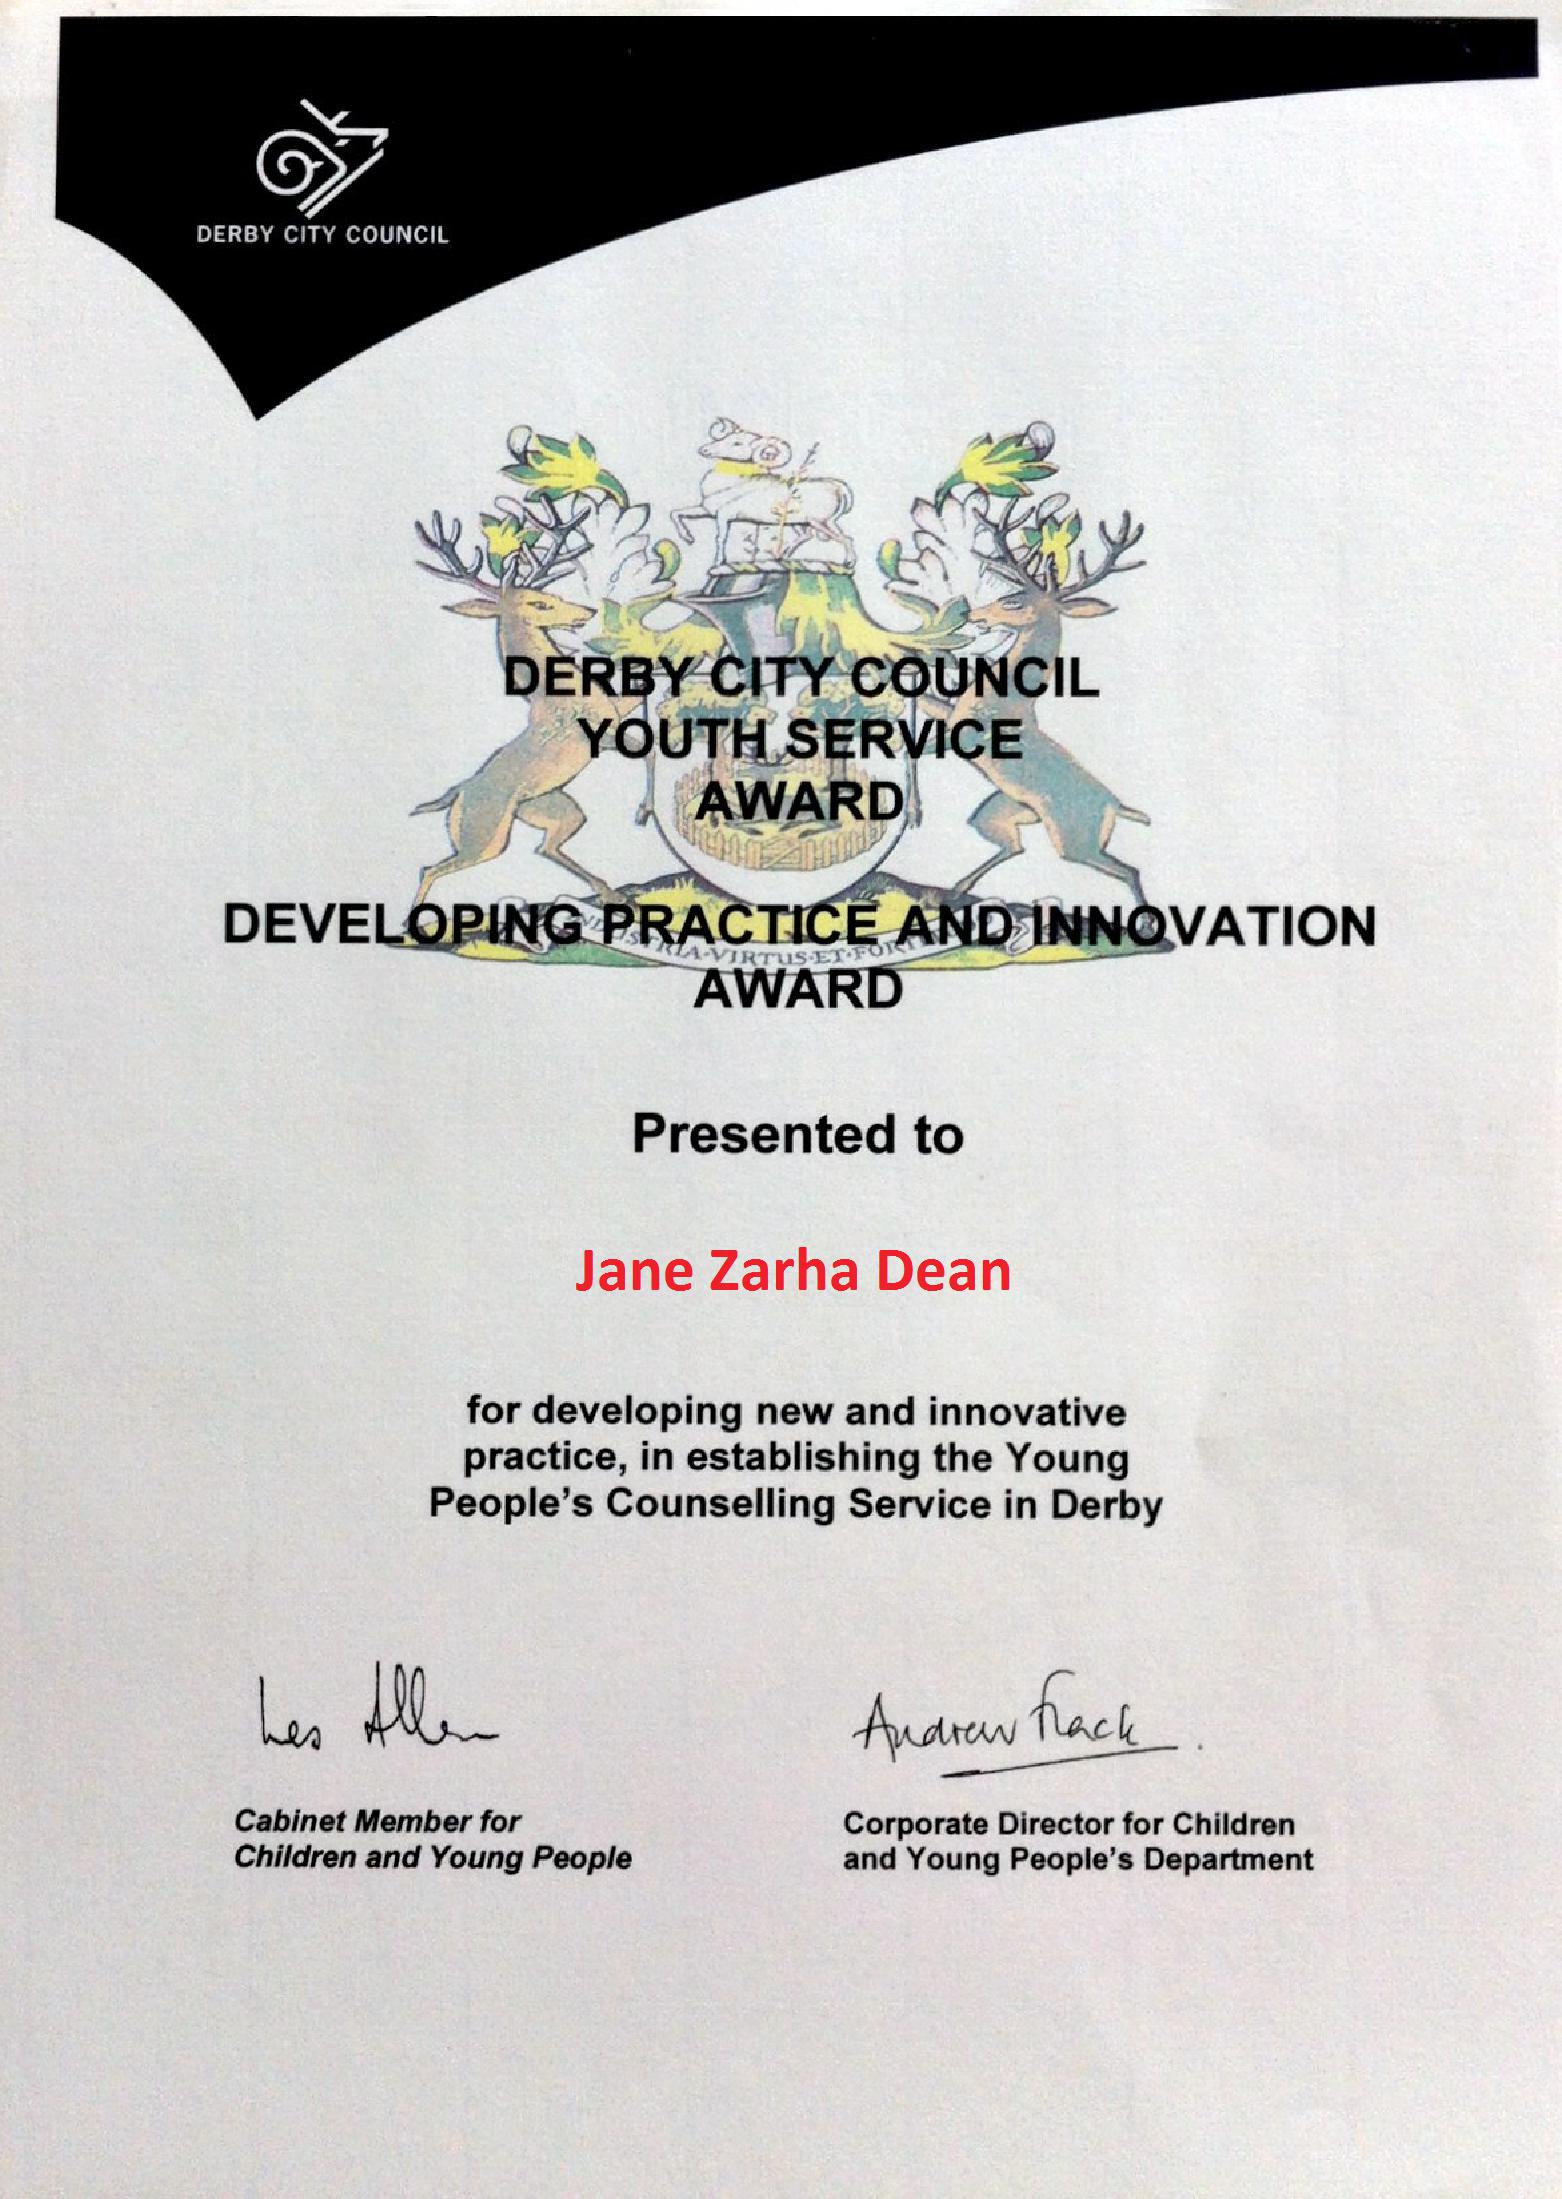 DERBY CITY COUNCIL
DERBY CITY COUNCIL
YOUTH SERVICE
AWARD
DEVELOPING PRACTICE AND INNOVATION
VIRTUS·ET·
AWARD
Presented to
Jane Zarha Dean
for developing new and innovative
practice, in establishing the Young
People's Counselling Service in Derby
Les Allen
Andrew Flack
Cabinet Member for
Children and Young People
Corporate Director for Children
and Young People's Department